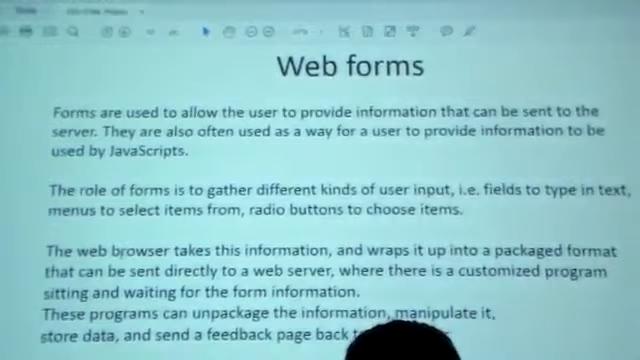 Web forms
Forms are used to allow the user to provide information that can be sent to the
server. They are also often used as a way for a user to provide information to be
used by JavaScripts.
The role of forms is to gather different kinds of user input, i.e. fields to type in text,
menus to select items from, radio buttons to choose items.
The web browser takes this information, and wraps it up into a packaged format
that can be sent directly to a web server, where there is a customized program
sitting and waiting for the form information.
These programs can unpackage the information, manipulate it,
store data, and send a feedback page back